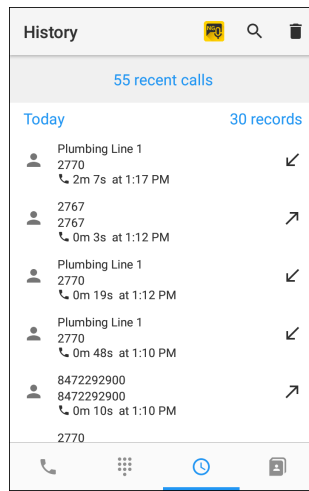 History
NG
55 recent calls
Today 30 records
Plumbing Line 1
2770
2m 7s at 1:17 PM
2767
2767
0m 3s at 1:12 PM
Plumbing Line 1
2770
0m 19s at 1:12 PM
Plumbing Line 1
2770
0m 48s at 1:10 PM
8472292900
8472292900
0m 10s at 1:10 PM
2770